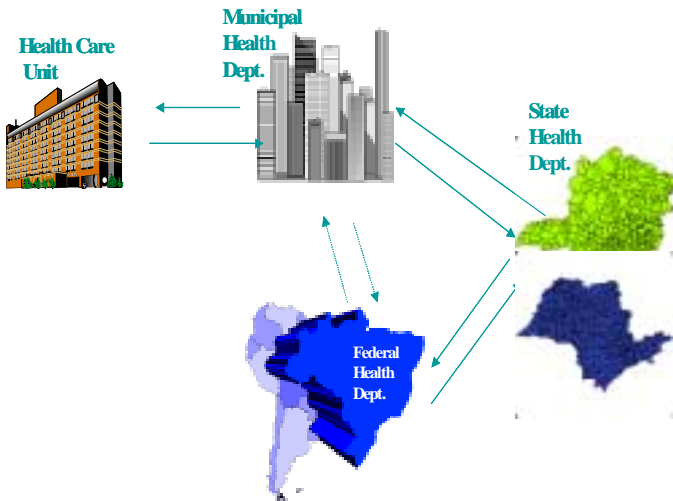 Health Care
Unit
Municipal
Health
Dept.
State
Health
Dept.
Federal
Health
Dept.